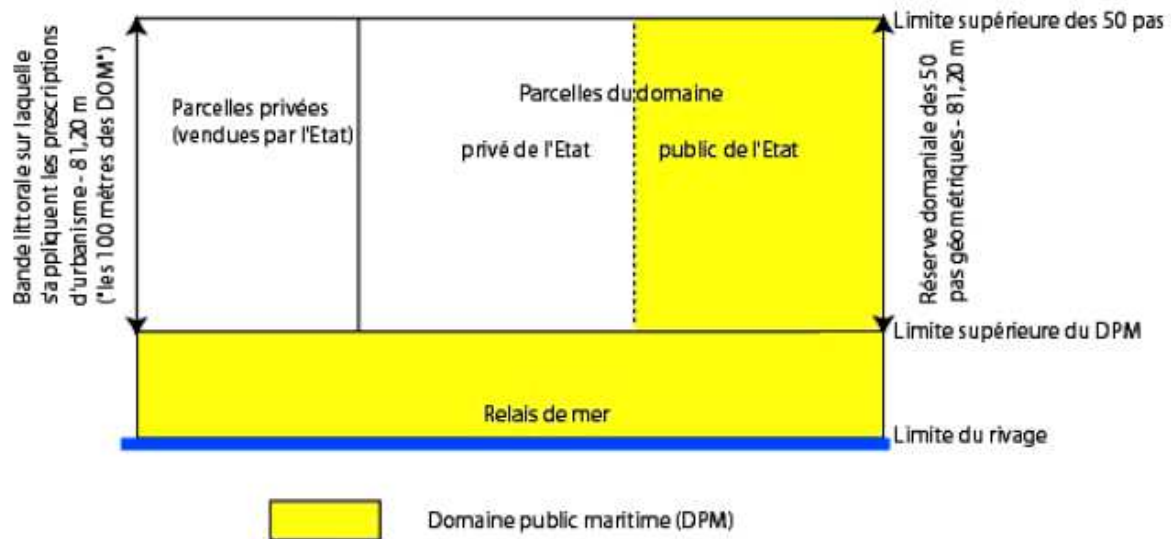 Bande littorale sur laquelle
s'appliquent les prescriptions
d'urbanisme - 81,20 m
(*les 100 mètres des DOM*)
Parcelles privées
(vendues par l'Etat)
Parcelles du domaine
privé de l'Etat
public de l'Etat
Limite supérieure des 50 pas
Réserve domaniale des 50
pas géométriques - 81,20 m
Limite supérieure du DPM
Relais de mer
Limite du rivage
Domaine public maritime (DPM)